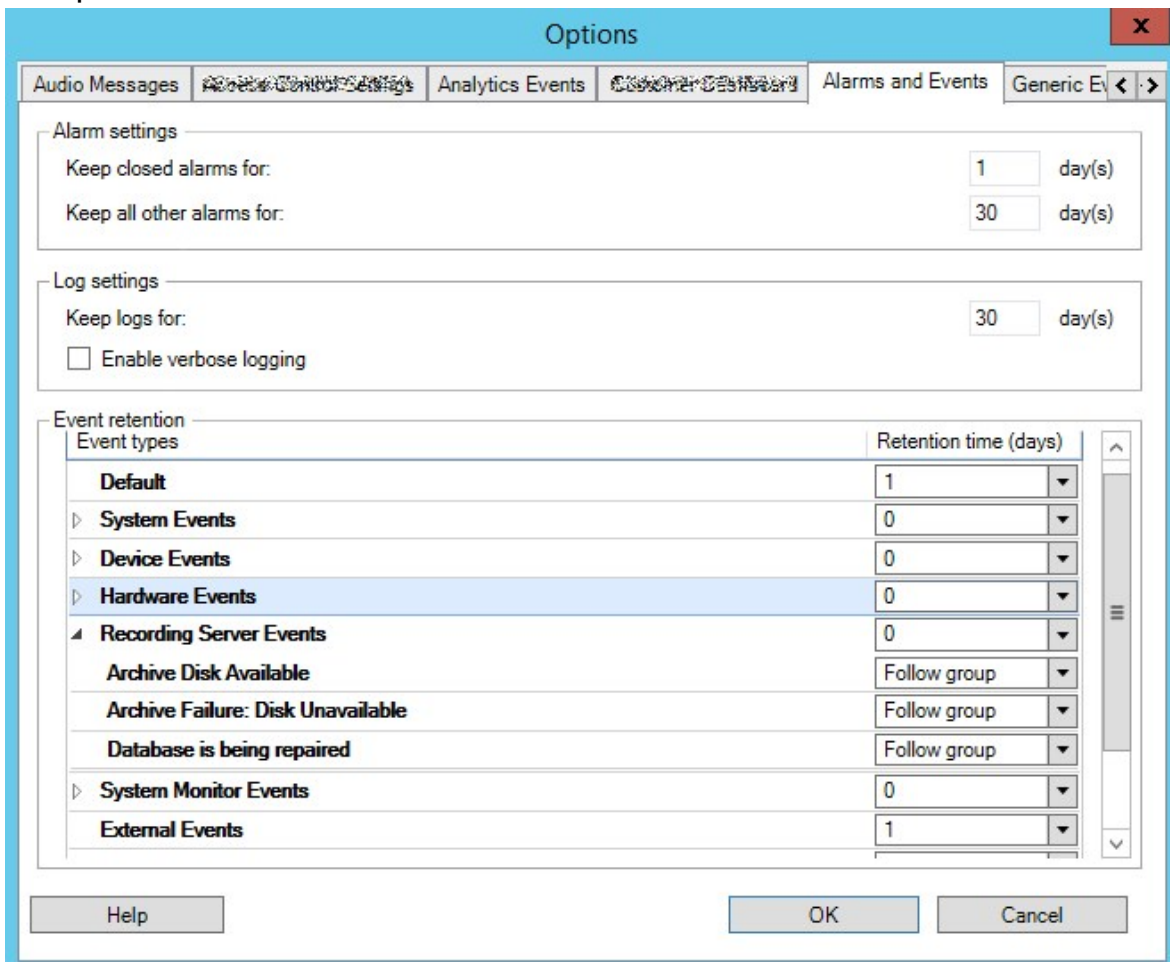 Options
x
Audio Messages
Analytics Events
Alarms and Events
Generic Ev
Alarm settings
Keep closed alarms for: 1 day(s)
Keep all other alarms for: 30 day(s)
Log settings
Keep logs for: 30 day(s)
Enable verbose logging
Event retention
Event types Retention time (days)
Default 1
System Events 0
Device Events 0
Hardware Events 0
Recording Server Events 0
Archive Disk Available Follow group
Archive Failure: Disk Unavailable Follow group
Database is being repaired Follow group
System Monitor Events 0
External Events 1
Help OK Cancel